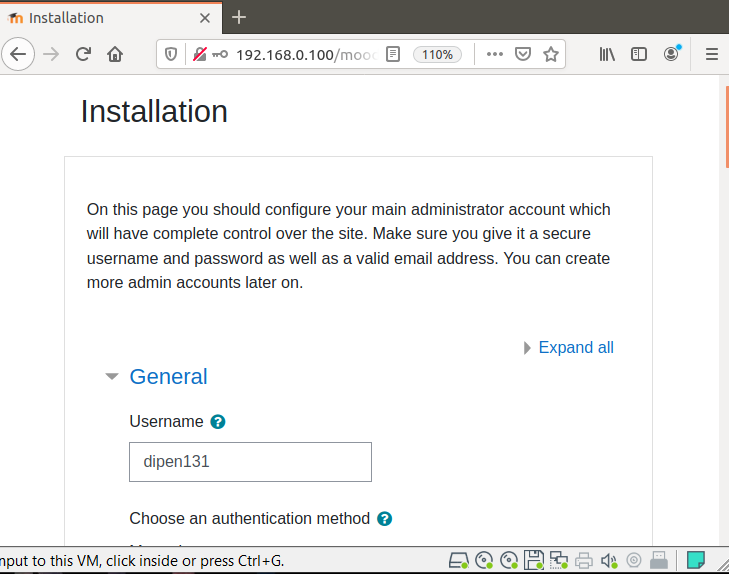 Installation
192.168.0.100/mood
110%
Installation
On this page you should configure your main administrator account which
will have complete control over the site. Make sure you give it a secure
username and password as well as a valid email address. You can create
more admin accounts later on.
Expand all
General
Username
dipen131
Choose an authentication method
nput to this VM, click inside or press Ctrl+G.